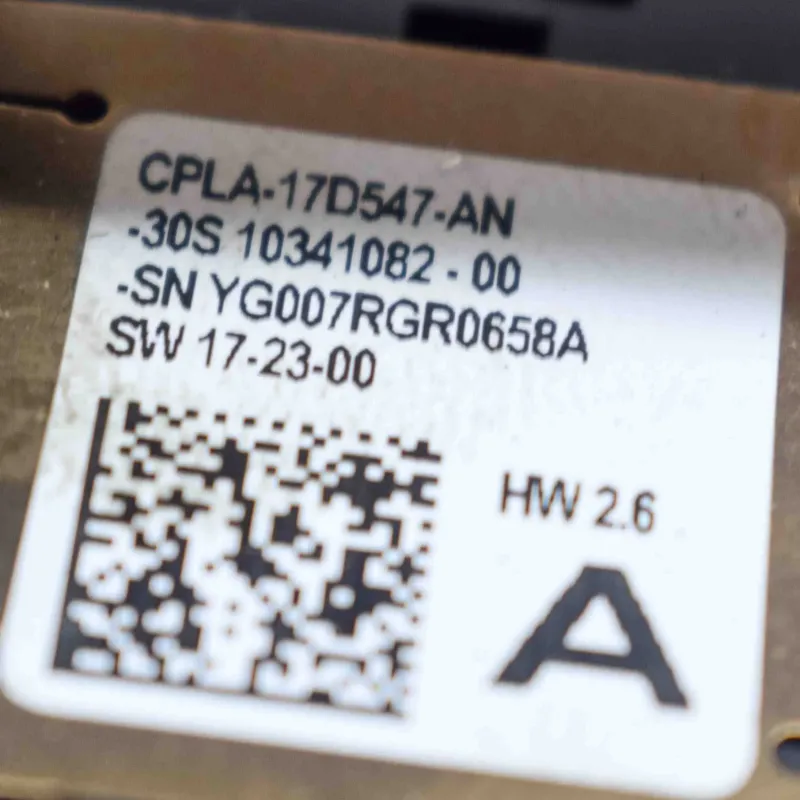 CPLA-17D547-AN
-30S 10341082 - 00
-SN YG007RGR0658A
SW 17-23-00
HW 2.6
A